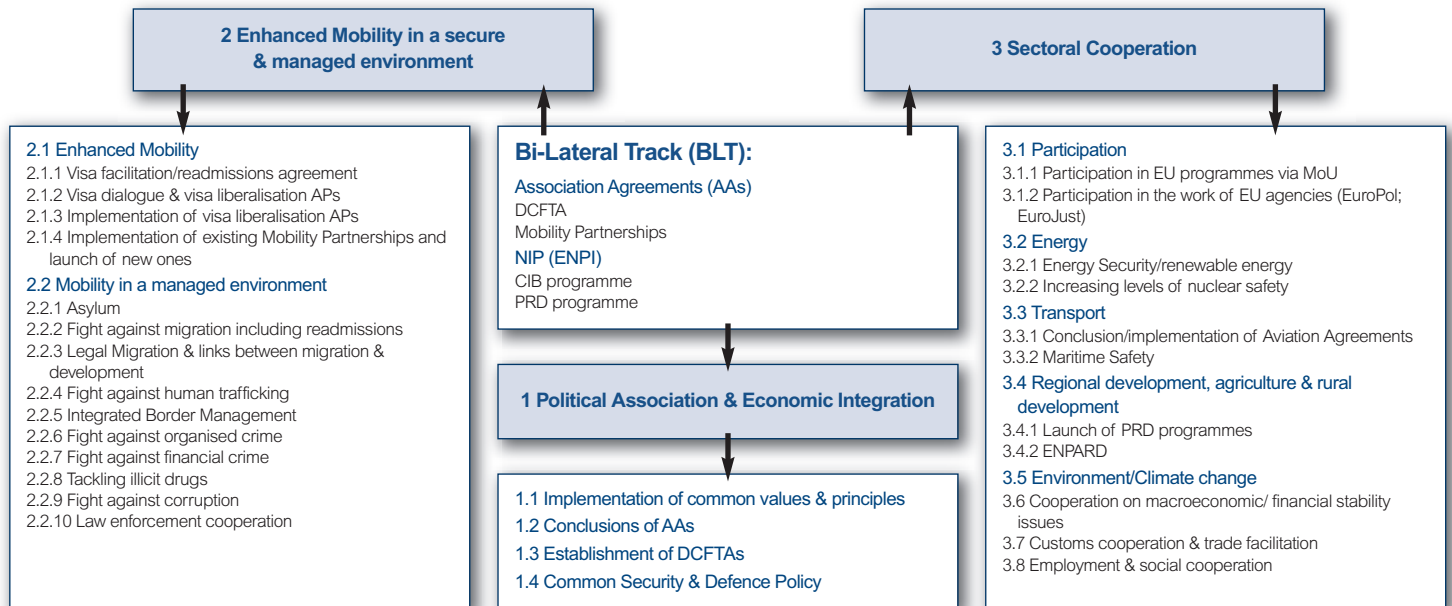 2 Enhanced Mobility in a secure
& managed environment
3 Sectoral Cooperation
2.1 Enhanced Mobility
2.1.1 Visa facilitation/readmissions agreement
2.1.2 Visa dialogue & visa liberalisation APs
2.1.3 Implementation of visa liberalisation APs
2.1.4 Implementation of existing Mobility Partnerships and
launch of new ones
2.2 Mobility in a managed environment
2.2.1 Asylum
2.2.2 Fight against migration including readmissions
2.2.3 Legal Migration & links between migration &
development
2.2.4 Fight against human trafficking
2.2.5 Integrated Border Management
2.2.6 Fight against organised crime
2.2.7 Fight against financial crime
2.2.8 Tackling illicit drugs
2.2.9 Fight against corruption
2.2.10 Law enforcement cooperation
Bi-Lateral Track (BLT):
Association Agreements (AAs)
DCFTA
Mobility Partnerships
NIP (ENPI)
CIB programme
PRD programme
1 Political Association & Economic Integration
1.1 Implementation of common values & principles
1.2 Conclusions of AAs
1.3 Establishment of DCFTAs
1.4 Common Security & Defence Policy
3.1 Participation
3.1.1 Participation in EU programmes via MoU
3.1.2 Participation in the work of EU agencies (EuroPol;
EuroJust)
3.2 Energy
3.2.1 Energy Security/renewable energy
3.2.2 Increasing levels of nuclear safety
3.3 Transport
3.3.1 Conclusion/implementation of Aviation Agreements
3.3.2 Maritime Safety
3.4 Regional development, agriculture & rural
development
3.4.1 Launch of PRD programmes
3.4.2 ENPARD
3.5 Environment/Climate change
3.6 Cooperation on macroeconomic/ financial stability
issues
3.7 Customs cooperation & trade facilitation
3.8 Employment & social cooperation